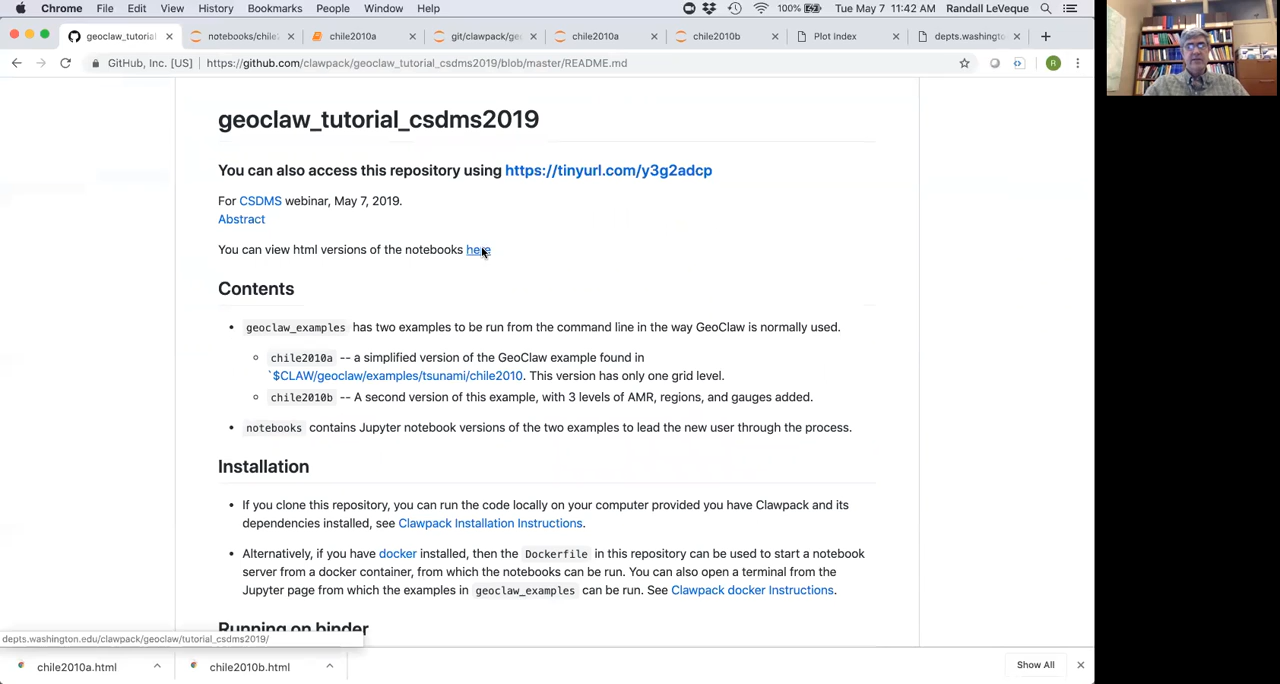 Chrome File Edit View History Bookmarks People Window Help 100% Tue May 7 11:42 AM Randall LeVeque
geoclaw_tutorial notebooks/chile chile2010a git/clawpack/ge chile2010a chile2010b Plot Index depts.washingto
GitHub, Inc. [US] https://github.com/clawpack/geoclaw_tutorial_csdms2019/blob/master/README.md R
geoclaw_tutorial_csdms2019
You can also access this repository using https://tinyurl.com/y3g2adcp
For CSDMS webinar, May 7, 2019.
Abstract
You can view html versions of the notebooks here
Contents
• geoclaw_examples has two examples to be run from the command line in the way GeoClaw is normally used.
◦ chile2010a -- a simplified version of the GeoClaw example found in
`$CLAW/geoclaw/examples/tsunami/chile2010. This version has only one grid level.
◦ chile2010b -- A second version of this example, with 3 levels of AMR, regions, and gauges added.
• notebooks contains Jupyter notebook versions of the two examples to lead the new user through the process.
Installation
• If you clone this repository, you can run the code locally on your computer provided you have Clawpack and its
dependencies installed, see Clawpack Installation Instructions.
• Alternatively, if you have docker installed, then the Dockerfile in this repository can be used to start a notebook
server from a docker container, from which the notebooks can be run. You can also open a terminal from the
Jupyter page from which the examples in geoclaw_examples can be run. See Clawpack docker Instructions.
Running on binder
depts.washington.edu/clawpack/geoclaw/tutorial_csdms2019/
chile2010a.html chile2010b.html Show All